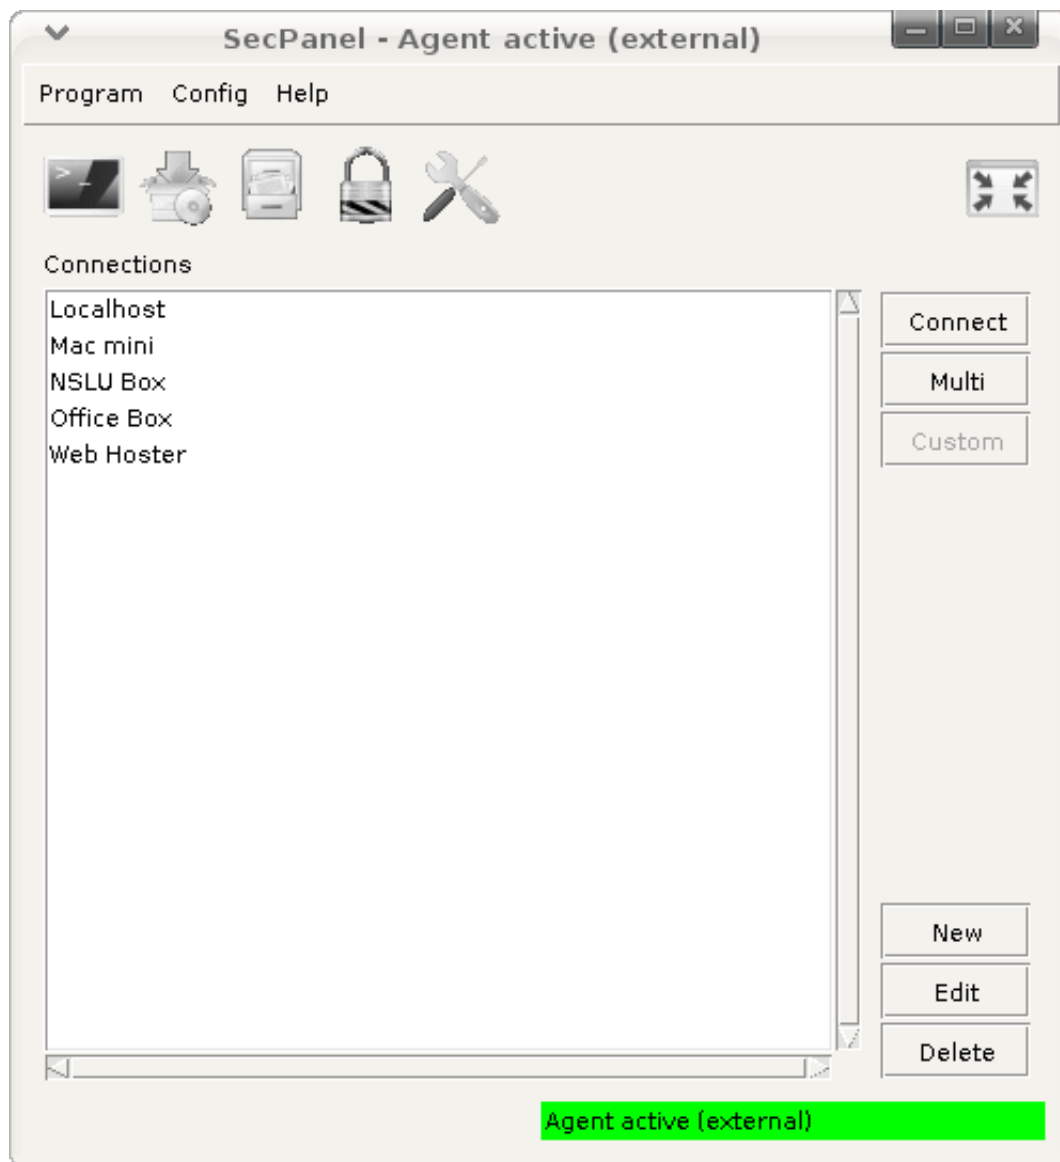 SecPanel - Agent active (external)
Program Config Help
>-
Connections
Localhost
Mac mini
NSLU Box
Office Box
Web Hoster
Connect
Multi
Custom
New
Edit
Delete
Agent active (external)